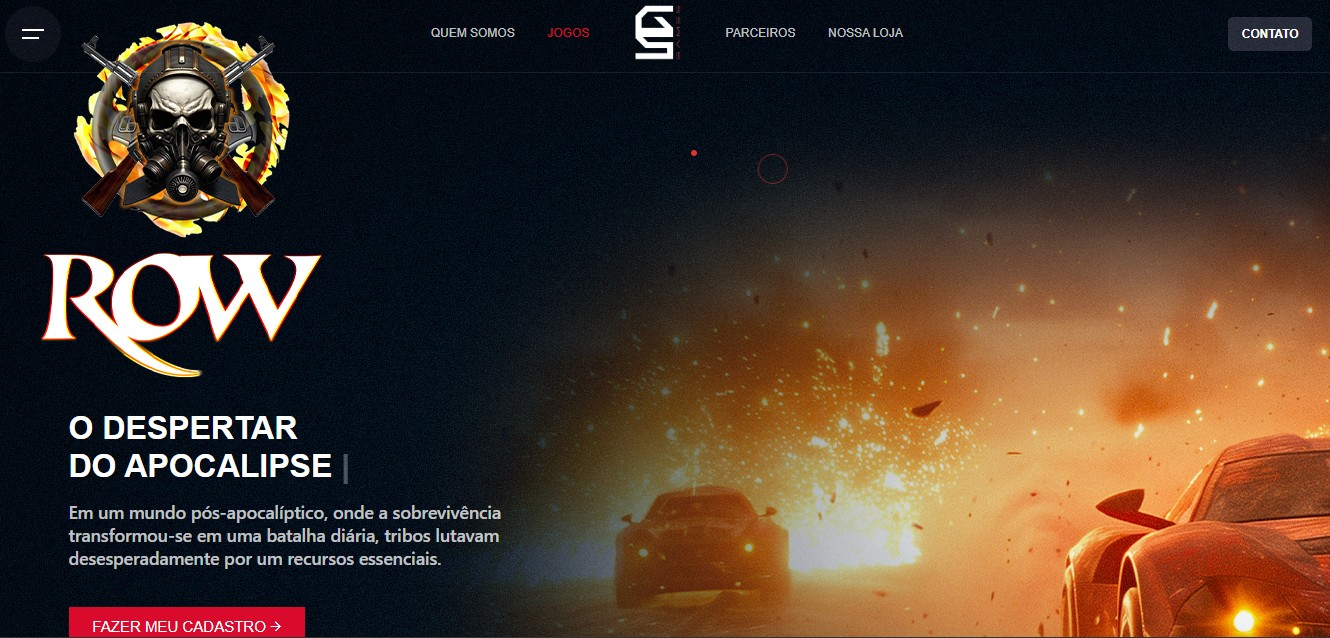 QUEM SOMOS JOGOS PARCEIROS NOSSA LOJA CONTATO
ROW
O DESPERTAR
DO APOCALIPSE |
Em um mundo pós-apocalíptico, onde a sobrevivência
transformou-se em uma batalha diária, tribos lutavam
desesperadamente por um recursos essenciais.
FAZER MEU CADASTRO →